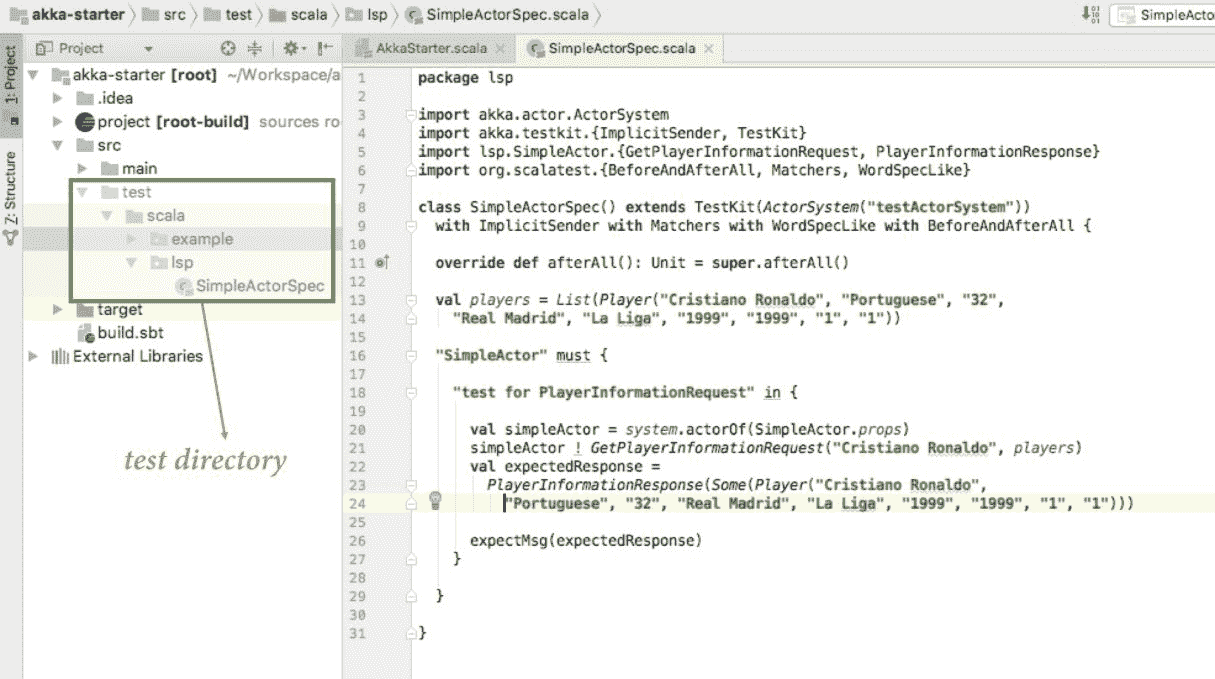 akka-starter src test scala lsp SimpleActorSpec.scala SimpleActo
1: Project
Z: Structure
Project
akka-starter [root] ~/Workspace/a
.idea
project [root-build] sources ro
src
main
test
scala
example
lsp
SimpleActorSpec
target
build.sbt
External Libraries
test directory
AkkaStarter.scala SimpleActorSpec.scala
1 package lsp
2
3 import akka.actor.ActorSystem
4 import akka.testkit.{ImplicitSender, TestKit}
5 import lsp.SimpleActor.{GetPlayerInformationRequest, PlayerInformationResponse}
6 import org.scalatest.{BeforeAndAfterAll, Matchers, WordSpecLike}
7
8 class SimpleActorSpec() extends TestKit(ActorSystem("testActorSystem"))
9 with ImplicitSender with Matchers with WordSpecLike with BeforeAndAfterAll {
10
11 override def afterAll(): Unit = super.afterAll()
12
13 val players = List(Player("Cristiano Ronaldo", "Portuguese", "32",
14 "Real Madrid", "La Liga", "1999", "1999", "1", "1"))
15
16 "SimpleActor" must {
17
18 "test for PlayerInformationRequest" in {
19
20 val simpleActor = system.actorOf(SimpleActor.props)
21 simpleActor ! GetPlayerInformationRequest("Cristiano Ronaldo", players)
22 val expectedResponse =
23 PlayerInformationResponse(Some(Player("Cristiano Ronaldo",
24 "Portuguese", "32", "Real Madrid", "La Liga", "1999", "1999", "1", "1")))
25
26 expectMsg(expectedResponse)
27 }
28
29 }
30
31 }